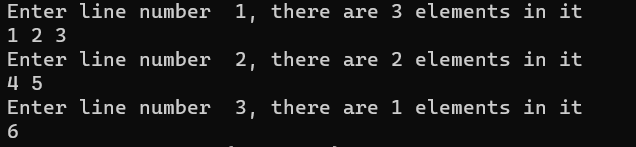 Enter line number  1, there are 3 elements in it
1 2 3
Enter line number  2, there are 2 elements in it
4 5
Enter line number  3, there are 1 elements in it
6